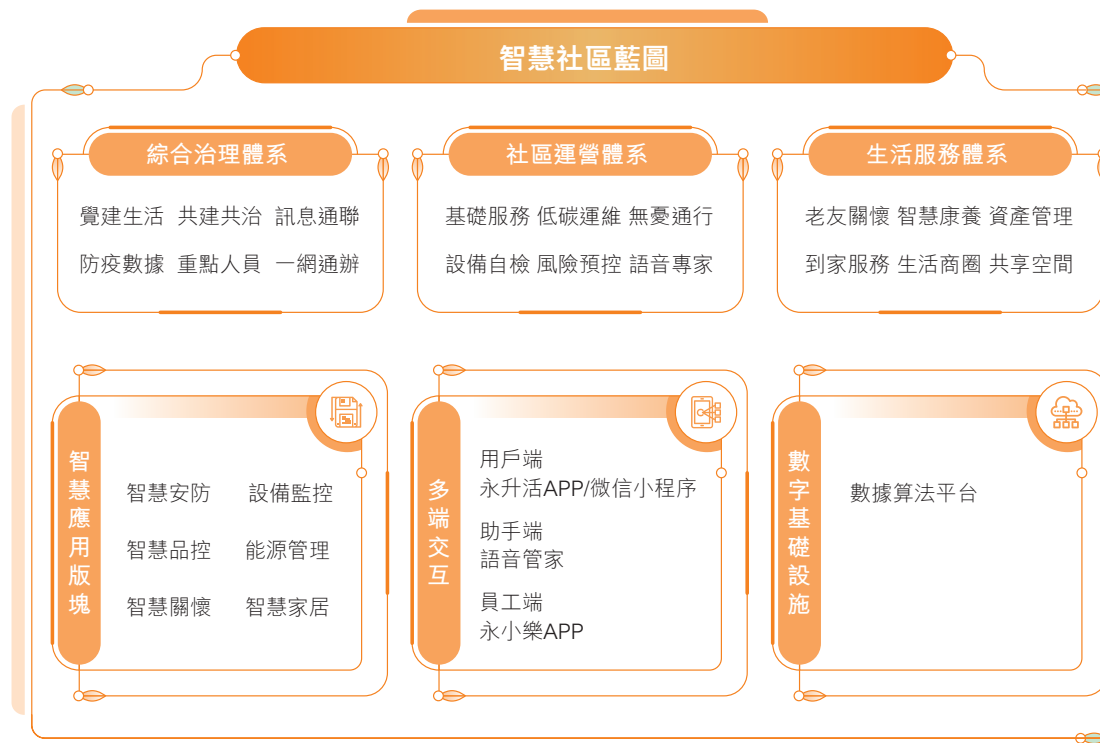 智慧社區藍圖
綜合治理體系
覺建生活 共建共治 訊息通聯
防疫數據 重點人員 一網通辦
社區運營體系
基礎服務 低碳運維 無憂通行
設備自檢 風險預控 語音專家
生活服務體系
老友關懷 智慧康養 資產管理
到家服務 生活商圈 共享空間
智慧應用版塊
智慧安防 設備監控
智慧品控 能源管理
智慧關懷 智慧家居
多端交互
用戶端
永升活APP/微信小程序
助手端
語音管家
員工端
永小樂APP
數字基礎設施
數據算法平台